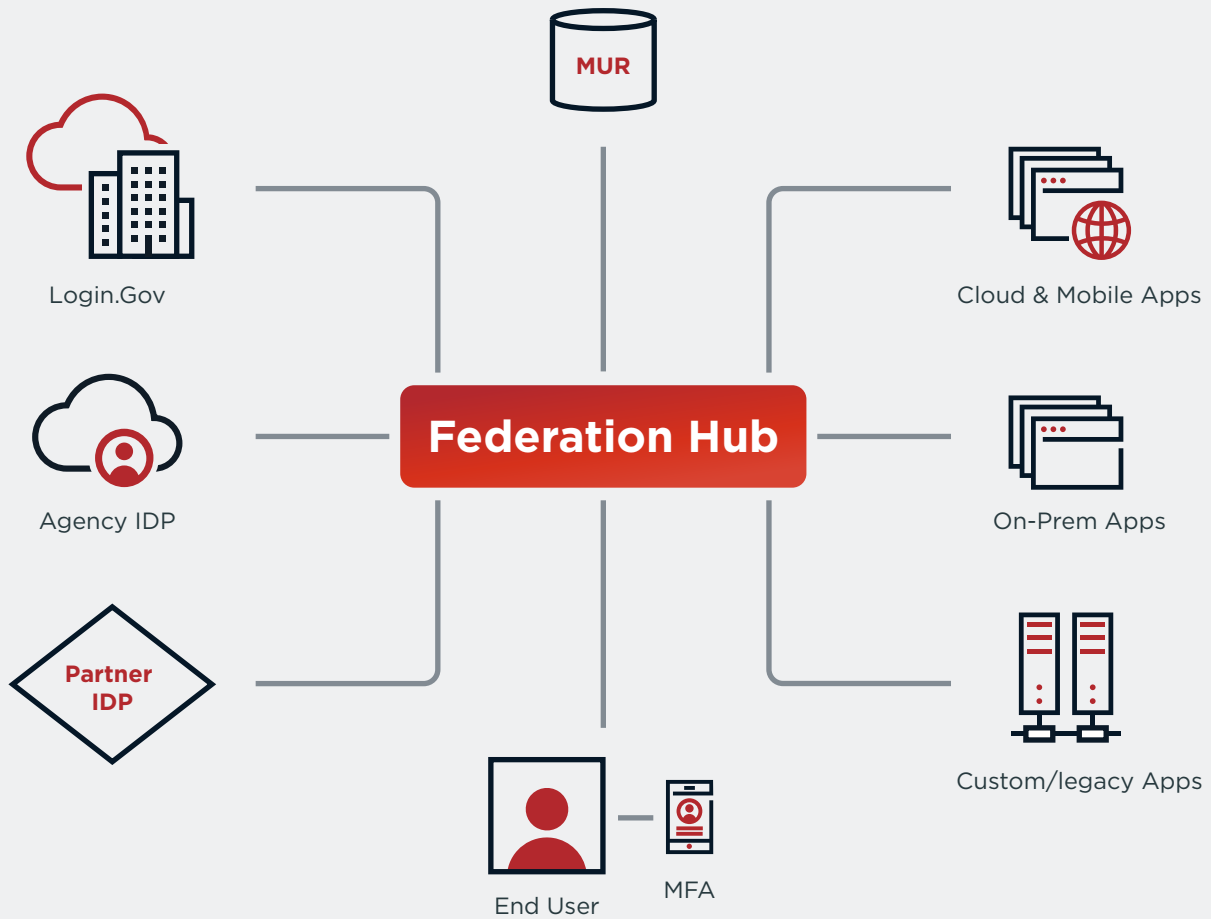 MUR
Login.Gov
Cloud & Mobile Apps
Federation Hub
Agency IDP
On-Prem Apps
Partner
IDP
Custom/legacy Apps
MFA
End User